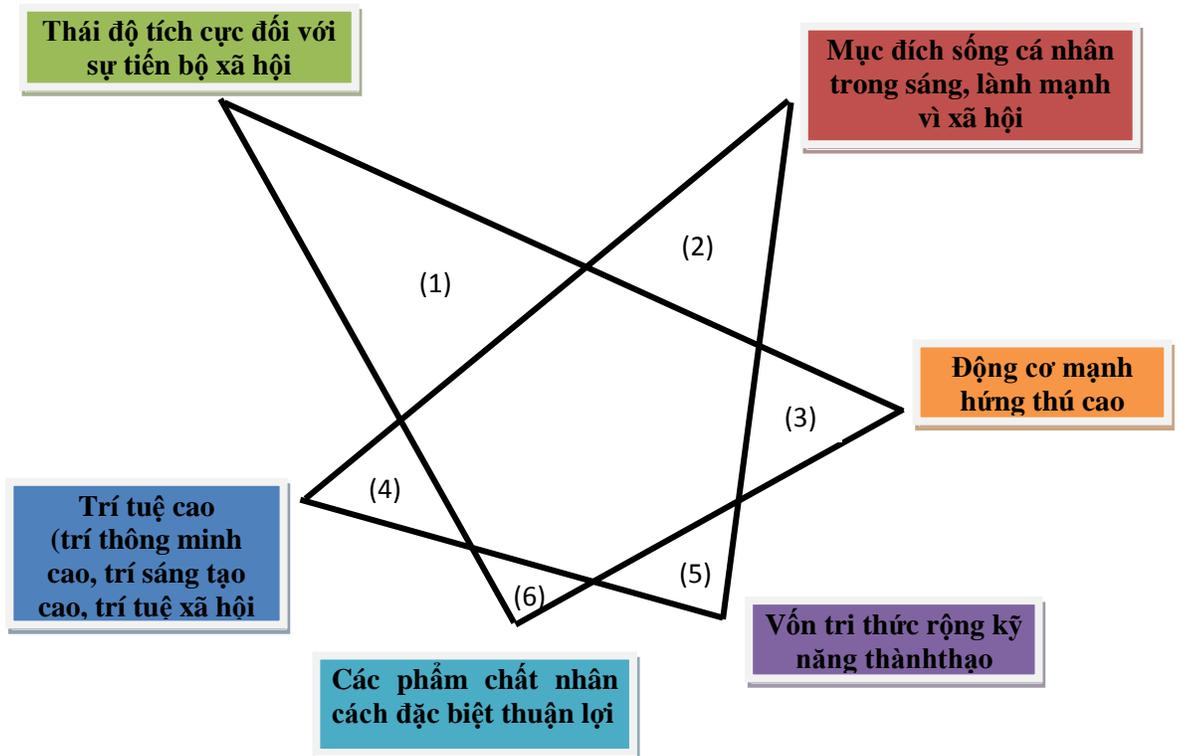 Thái độ tích cực đối với
sự tiến bộ xã hội
Mục đích sống cá nhân
trong sáng, lành mạnh
vì xã hội
(2)
(1)
Động cơ mạnh
hứng thú cao
(3)
(4)
Trí tuệ cao
(trí thông minh
cao, trí sáng tạo
cao, trí tuệ xã hội
(5)
(6)
Vốn tri thức rộng kỹ
năng thànhthạo
Các phẩm chất nhân
cách đặc biệt thuận lợi